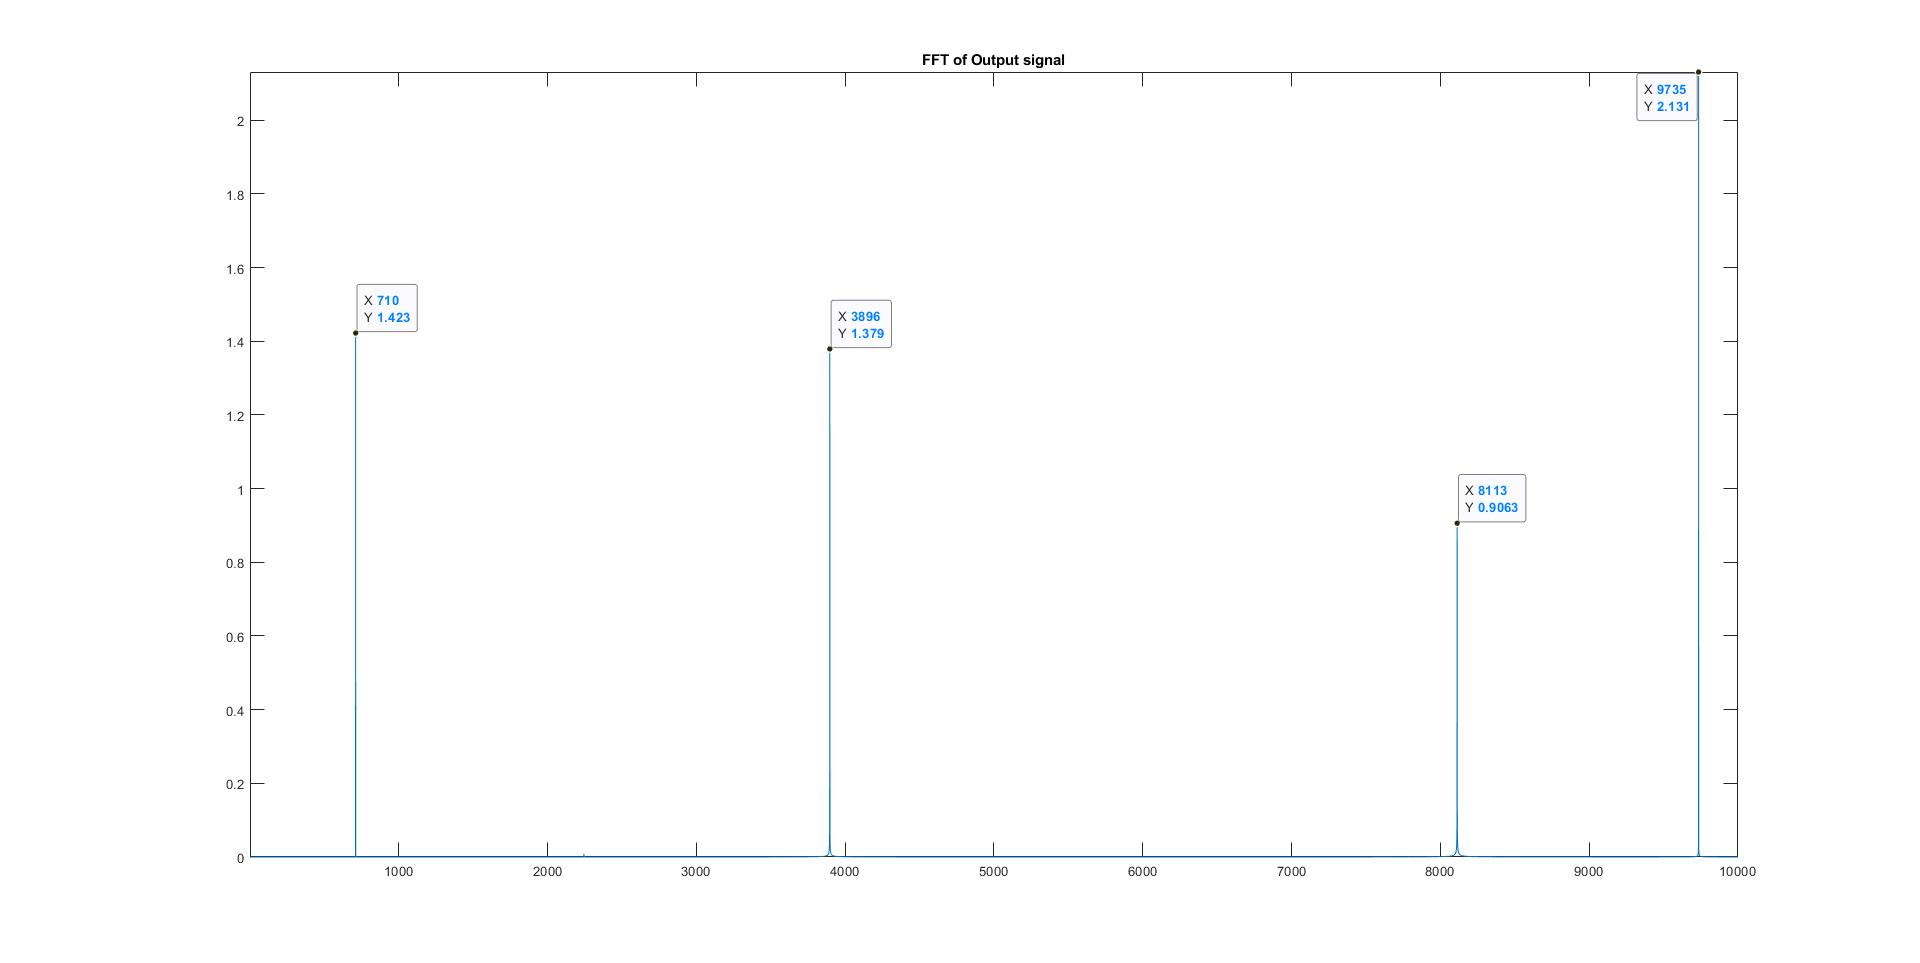 FFT of Output signal
X 9735
Y 2.131
2
1.8
1.6
X 710
Y 1.423
X 3896
Y 1.379
1.4
1.2
1
X 8113
Y 0.9063
0.8
0.6
0.4
0.2
0
1000 2000 3000 4000 5000 6000 7000 8000 9000 10000